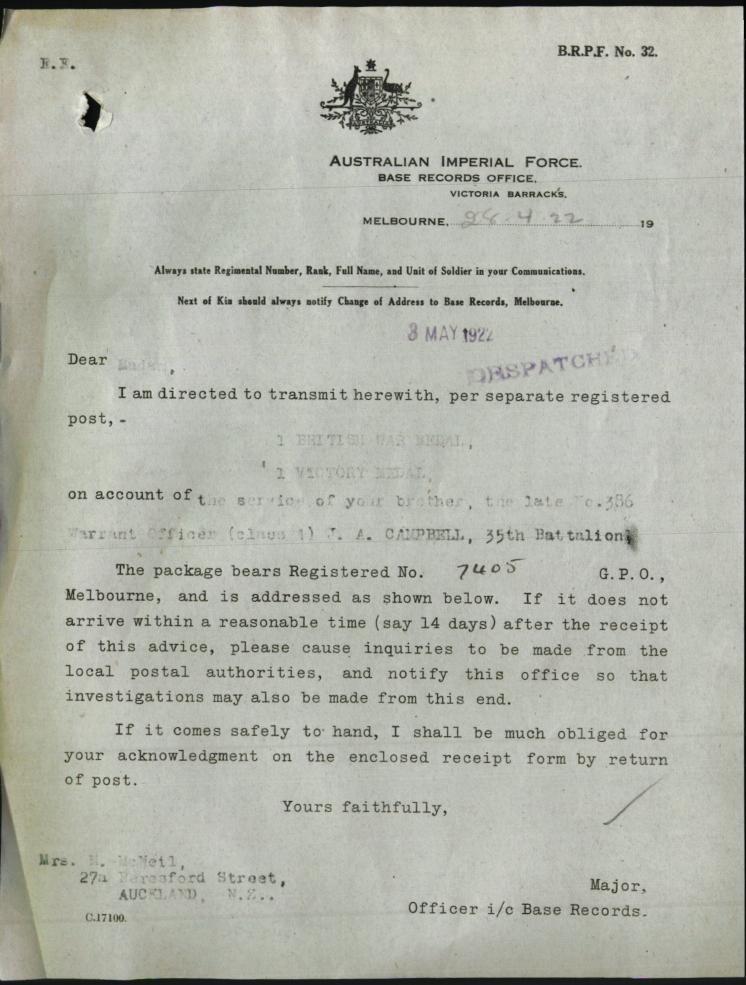 E.F.
B.R.P.F. No. 32.
AUSTRALIAN IMPERIAL FORCE.
BASE RECORDS OFFICE,
VICTORIA BARRACKS,
MELBOURNE, 28.4.22 19
Always state Regimental Number, Rank, Full Name, and Unit of Soldier in your Communications.
Next of Kin should always notify Change of Address to Base Records, Melbourne.
3 MAY 1922
DESPATCHED
Dear Madam,
I am directed to transmit herewith, per separate registered
post, -
1 BRITISH WAR MEDAL,
1 VICTORY MEDAL,
on account of the service of your brother, the late No.386
Warrant Officer (class 1) J. A. CAMPBELL, 35th Battalion,
The package bears Registered No. 7405 G.P.O.,
Melbourne, and is addressed as shown below. If it does not
arrive within a reasonable time (say 14 days) after the receipt
of this advice, please cause inquiries to be made from the
local postal authorities, and notify this office so that
investigations may also be made from this end.
If it comes safely to hand, I shall be much obliged for
your acknowledgment on the enclosed receipt form by return
of post.
Yours faithfully,
Mrs. McNeil,
27a Beresford Street,
AUCKLAND, N.Z..
Major,
Officer i/c Base Records.
C.17100.